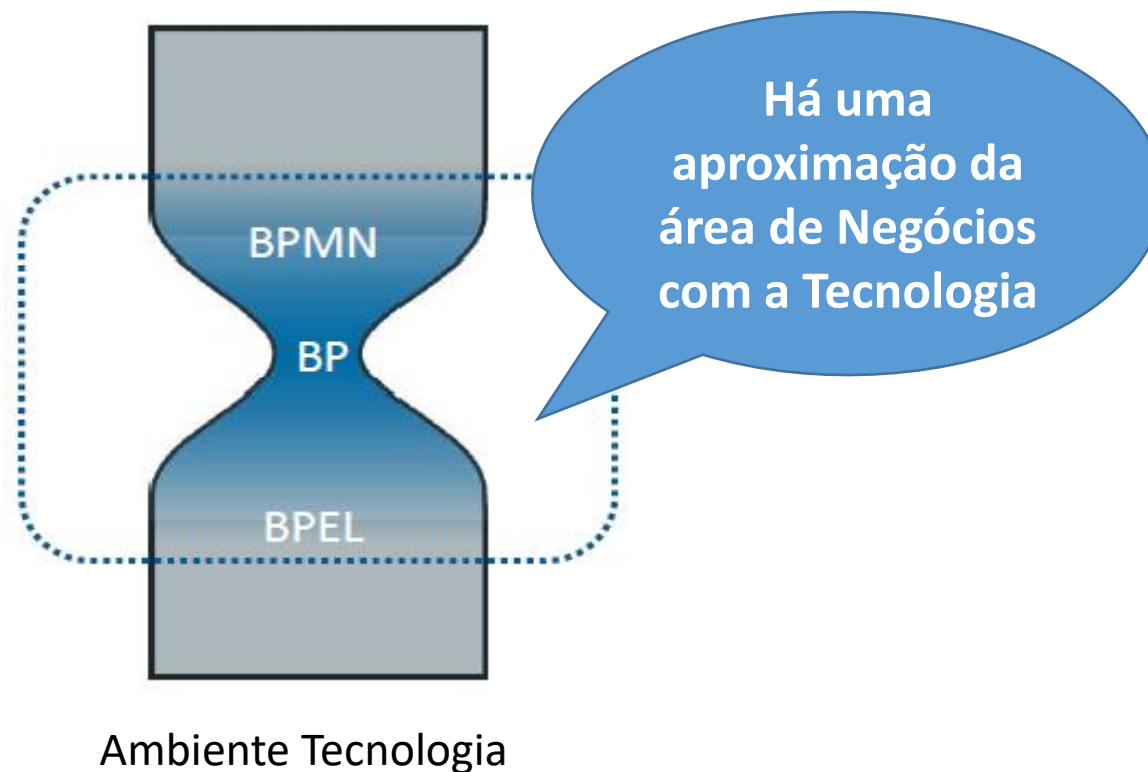 Há uma
aproximação da
área de Negócios
com a Tecnologia
BPMN
BP
BPEL
Ambiente Tecnologia